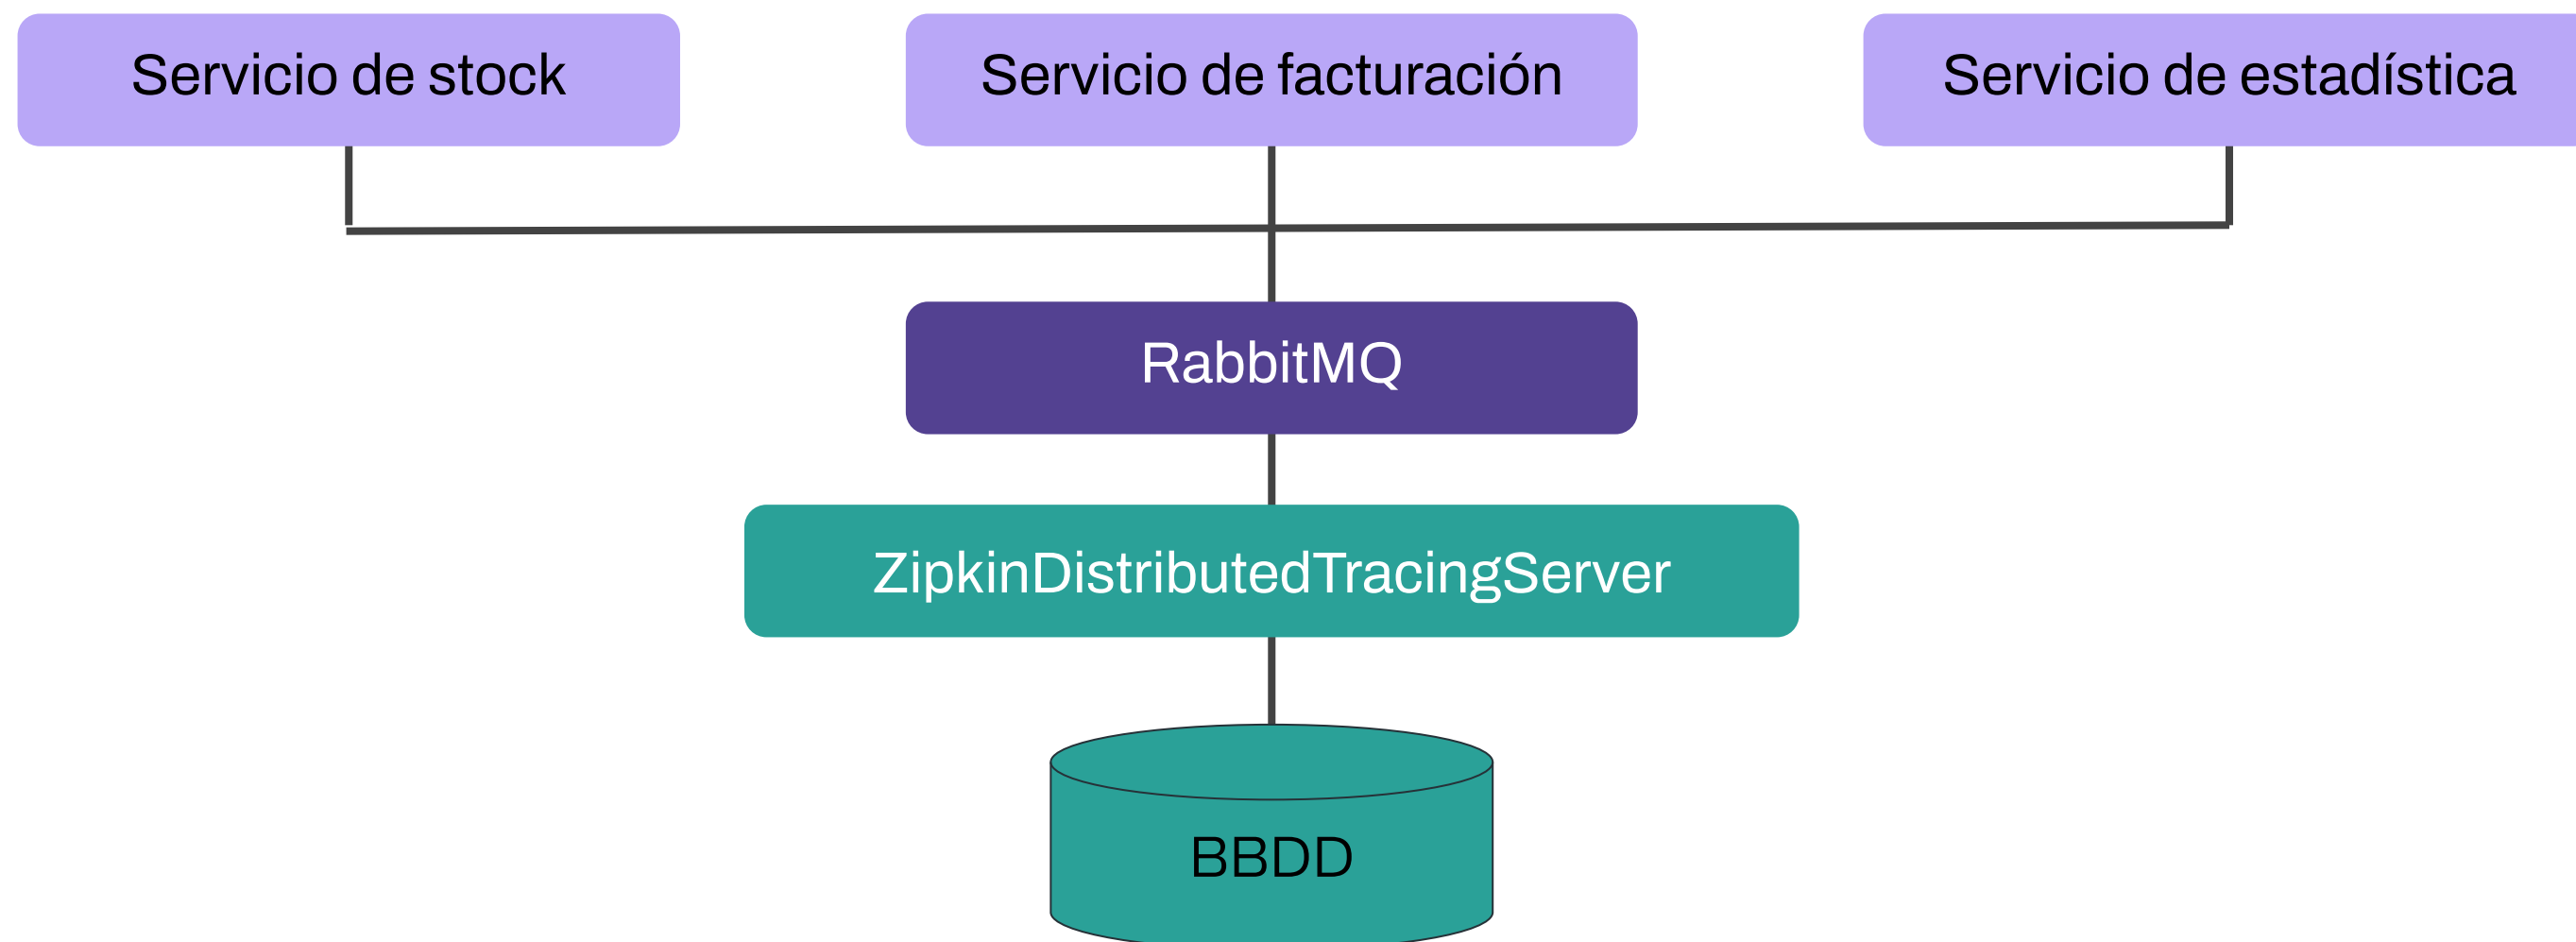 Servicio de stock
Servicio de facturación
Servicio de estadística
RabbitMQ
ZipkinDistributedTracingServer
BBDD